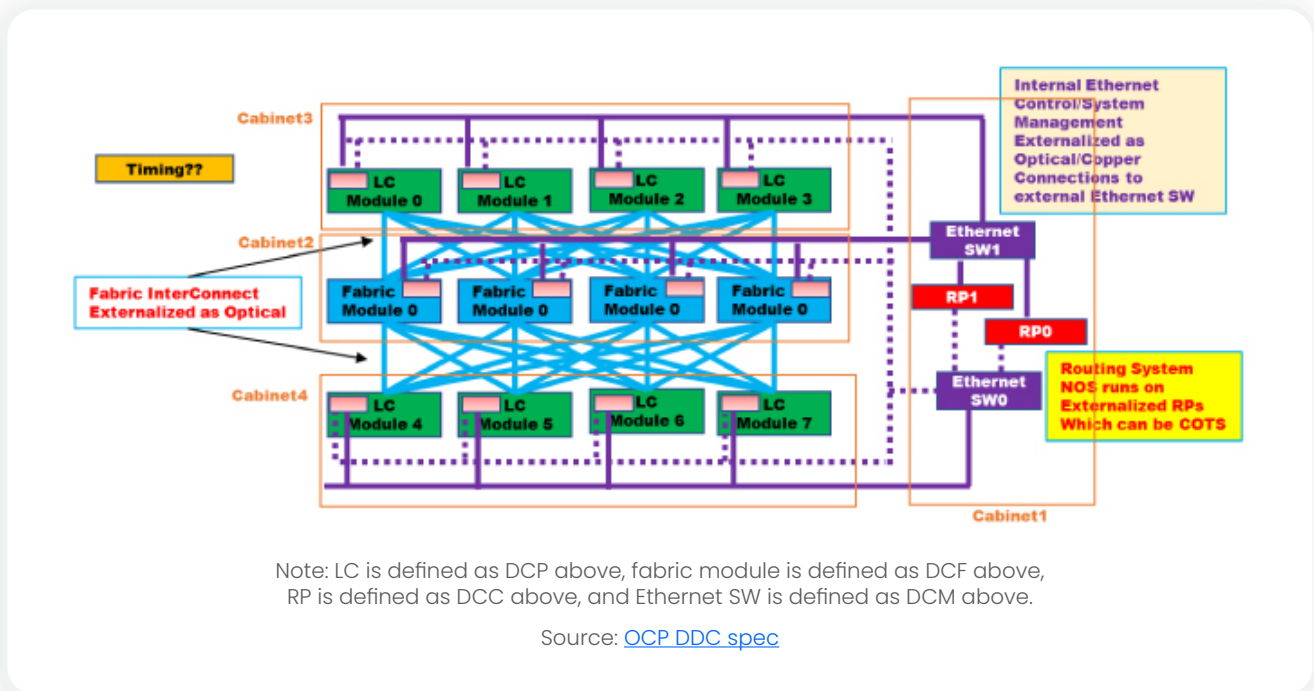 Internal Ethernet
Control/System
Management
Externalized as
Optical/Copper
Connections to
external Ethernet SW
Cabinet3
Timing??
LC
Module 0
LC
Module 1
LC
Module 2
LC
Module 3
Cabinet2
Ethernet
SW1
Fabric InterConnect
Externalized as Optical
Fabric
Module 0
Fabric
Module 0
Fabric
Module 0
Fabric
Module 0
RP1
RP0
Cabinet4
LC
Module 4
LC
Module 5
LC
Module 6
LC
Module 7
Ethernet
SW0
Routing System
NOS runs on
Externalized RPs
Which can be COTS
Cabinet1
Note: LC is defined as DCP above, fabric module is defined as DCF above,
RP is defined as DCC above, and Ethernet SW is defined as DCM above.
Source: OCP DDC spec